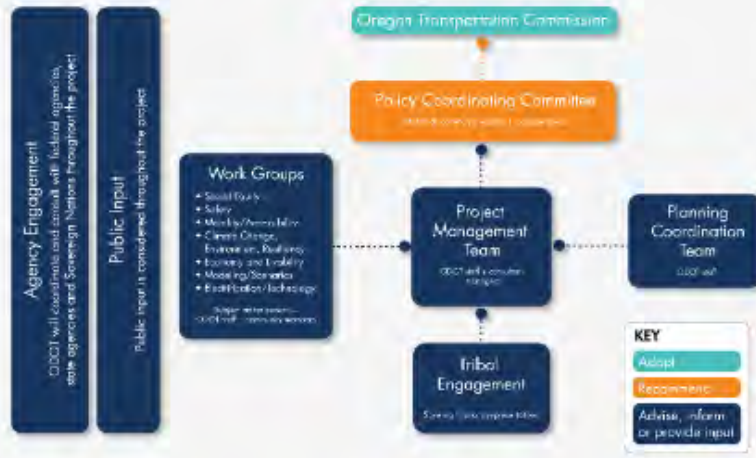 Agency Engagement
ODOT will coordinate and consult with federal agencies,
state agencies and Sovereign Nations throughout the project
Public Input
Public input is considered throughout the project
Oregon Transportation Commission
Policy Coordinating Committee
Work Groups
• Social Equity
• Safety
• Mobility/Accessibility
• Climate Change,
Environment, Resiliency
• Economy and Livability
• Modeling/Scenarios
• Electrification/Technology
Project
Management
Team
Planning
Coordination
Team
ODOT staff
Tribal
Engagement
KEY
Adopt
Recommend
Advise, inform
or provide input